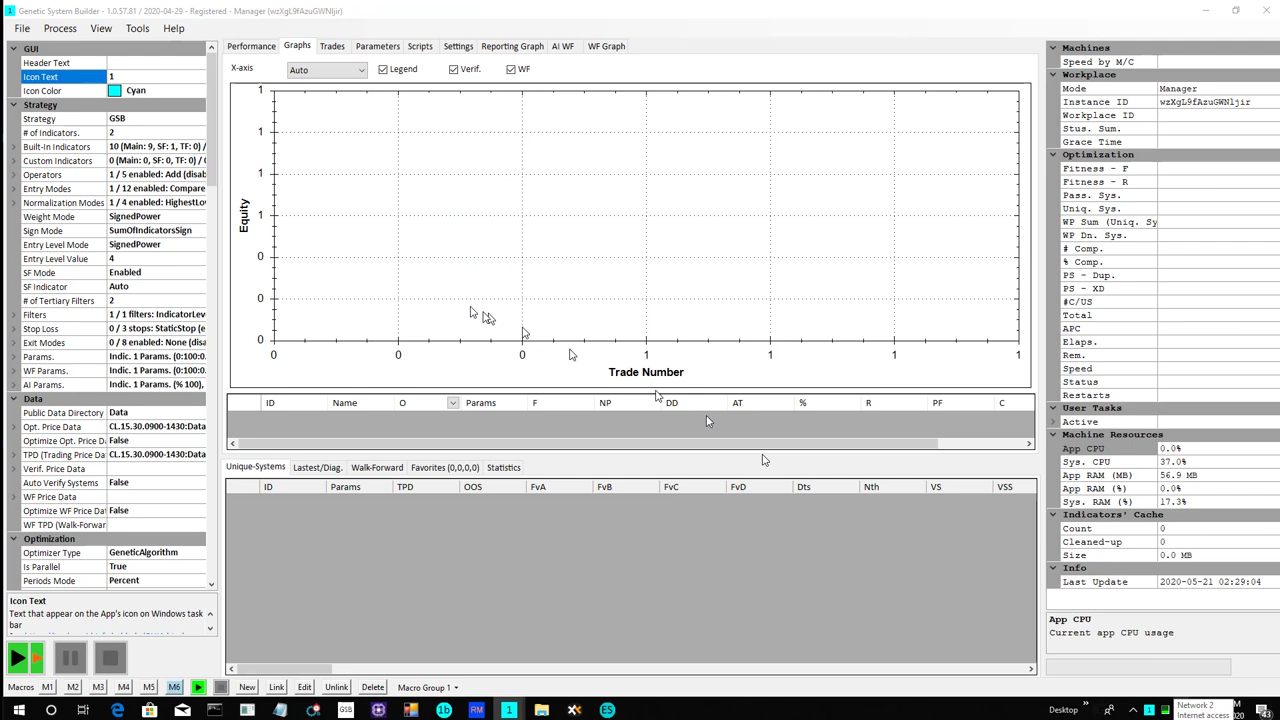 Genetic System Builder - 1.0.57.81 / 2020-04-29 - Registered - Manager (wzXgL9fAzuGWNljir)
File Process View Tools Help
GUI
Header Text
Icon Text 1
Icon Color Cyan
Strategy
Strategy GSB
# of Indicators. 2
Built-In Indicators 10 (Main: 9, SF: 1, TF: 0) /
Custom Indicators 0 (Main: 0, SF: 0, TF: 0) /
Operators 1 / 5 enabled: Add (disab
Entry Modes 1 / 12 enabled: Compare
Normalization Modes 1 / 4 enabled: HighestLov
Weight Mode SignedPower
Sign Mode SumOfIndicatorsSign
Entry Level Mode SignedPower
Entry Level Value 4
SF Mode Enabled
SF Indicator Auto
# of Tertiary Filters 2
Filters 1 / 1 filters: IndicatorLeve
Stop Loss 0 / 3 stops: StaticStop (e
Exit Modes 0 / 8 enabled: None (disa
Params. Indic. 1 Params. (0:100:0.
WF Params. Indic. 1 Params. (0:100:0.
AI Params. Indic. 1 Params. (% 100),
Data
Public Data Directory Data
Opt. Price Data CL.15.30.0900-1430:Data
Optimize Opt. Price D False
TPD (Trading Price Da CL.15.30.0900-1430:Data
Verif. Price Data
Auto Verify Systems False
WF Price Data
Optimize WF Price Da False
WF TPD (Walk-Forwar
Optimization
Optimizer Type GeneticAlgorithm
Is Parallel True
Periods Mode Percent
Icon Text
Text that appear on the App's icon on Windows task
bar
Performance Graphs Trades Parameters Scripts Settings Reporting Graph AI WF WF Graph
X-axis Auto Legend Verif. WF
1
1
1
1
0
0
0
Equity
0 0 0 1 1 1 1
Trade Number
ID Name O Params F NP DD AT % R PF C
Unique-Systems Lastest/Diag. Walk-Forward Favorites (0,0,0,0) Statistics
ID Params TPD OOS FvA FvB FvC FvD Dts Nth VS VSS
Machines
Speed by M/C
Workplace
Mode Manager
Instance ID wzXgL9fAzuGWNljir
Workplace ID
Stus. Sum.
Grace Time
Optimization
Fitness - F
Fitness - R
Pass. Sys.
Uniq. Sys.
WP Sum (Uniq. Sy
WP Dn. Sys.
# Comp.
% Comp.
PS - Dup.
PS - XD
#C/US
Total
APC
Elaps.
Rem.
Speed
Status
Restarts
User Tasks
Active
Machine Resources
App CPU 0.0%
Sys. CPU 37.0%
App RAM (MB) 56.9 MB
App RAM (%) 0.0%
Sys. RAM (%) 17.3%
Indicators' Cache
Count 0
Cleaned-up 0
Size 0.0 MB
Info
Last Update 2020-05-21 02:29:04
App CPU
Current app CPU usage
Macros M1 M2 M3 M4 M5 M6 New Link Edit Unlink Delete Macro Group 1
GSB 1b RM 1 ES Desktop 1
Network 2
Internet access